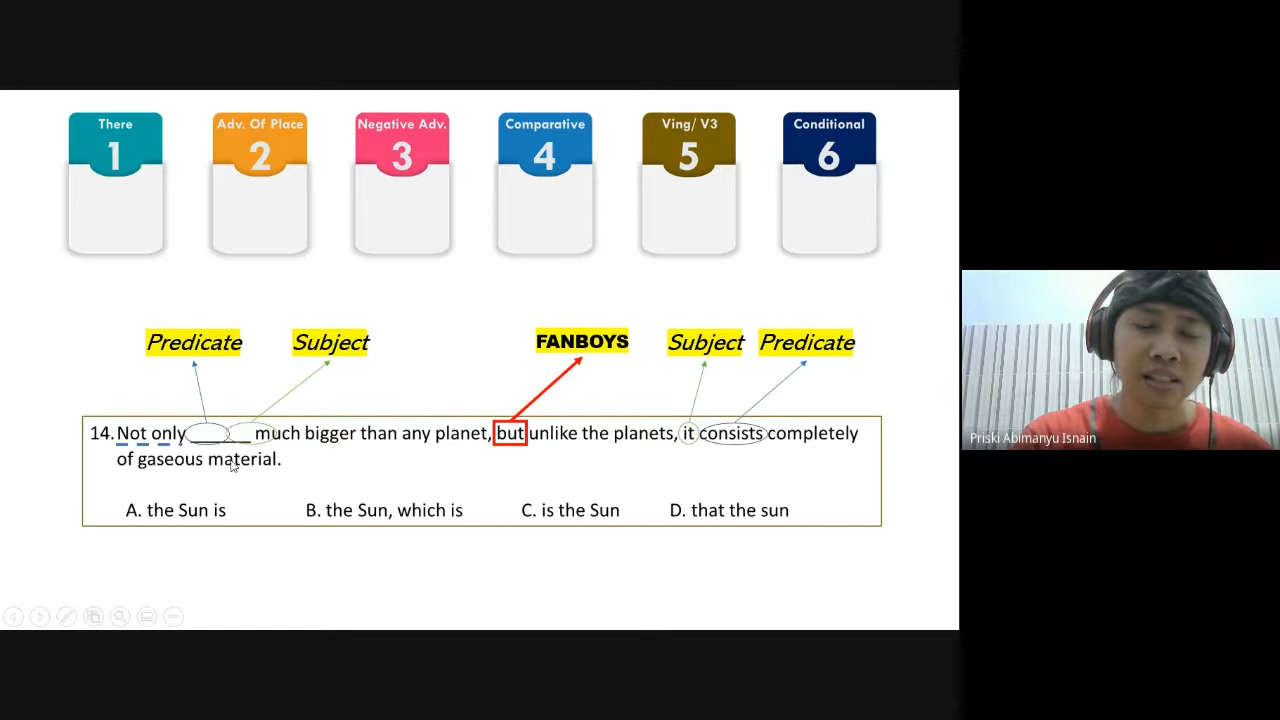 There
1
Adv. Of Place
2
Negative Adv.
3
Comparative
4
Ving/ V3
5
Conditional
6
Predicate
Subject
FANBOYS
Subject
Predicate
14. Not only ______ much bigger than any planet, but unlike the planets, it consists completely
of gaseous material.
A. the Sun is
B. the Sun, which is
C. is the Sun
D. that the sun
Priski Abimanyu Isnain